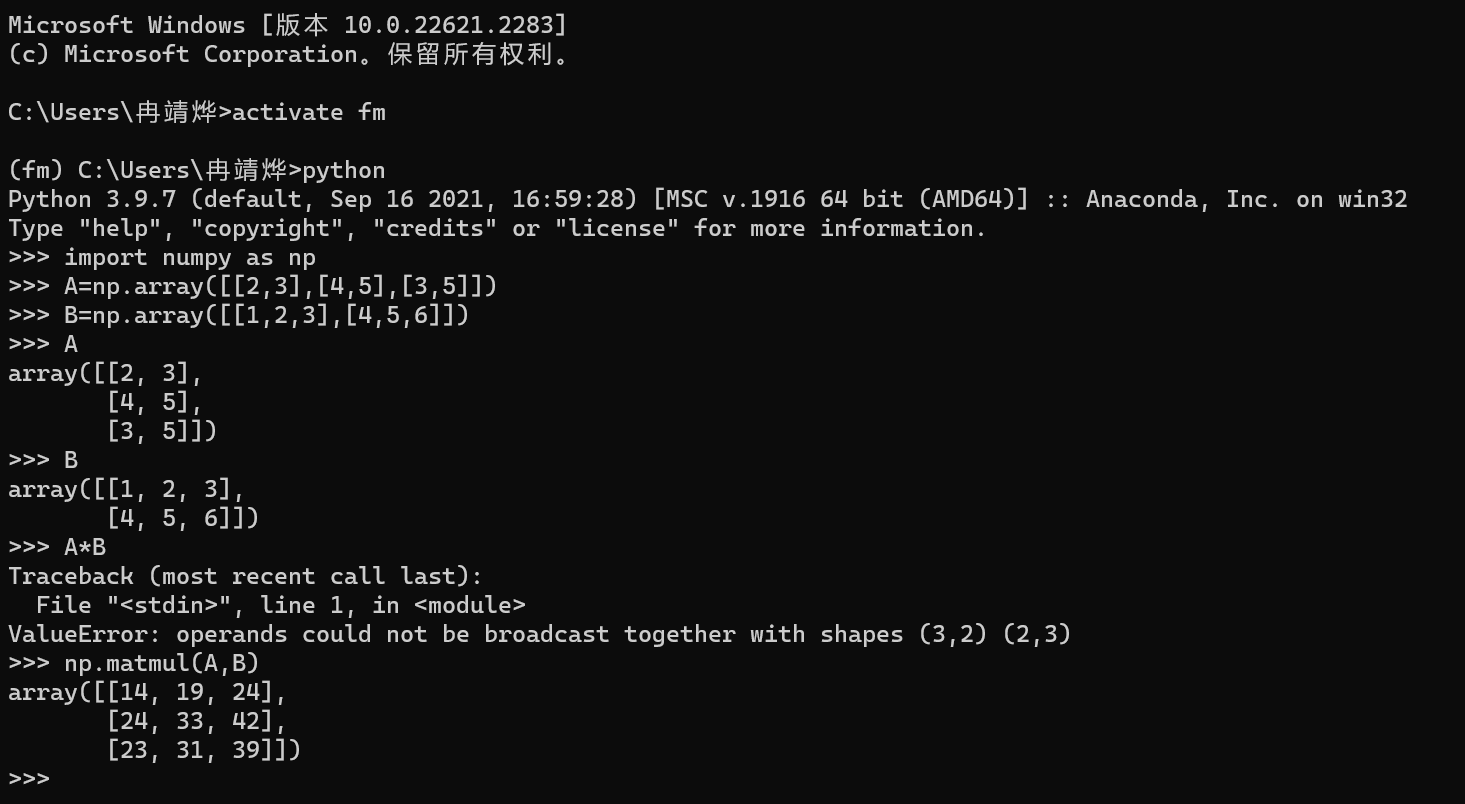 Microsoft Windows [版本 10.0.22621.2283]
(c) Microsoft Corporation。保留所有权利。
C:\Users\冉靖烨>activate fm
(fm) C:\Users\冉靖烨>python
Python 3.9.7 (default, Sep 16 2021, 16:59:28) [MSC v.1916 64 bit (AMD64)] :: Anaconda, Inc. on win32
Type "help", "copyright", "credits" or "license" for more information.
>>> import numpy as np
>>> A=np.array([[2,3],[4,5],[3,5]])
>>> B=np.array([[1,2,3],[4,5,6]])
>>> A
array([[2, 3],
       [4, 5],
       [3, 5]])
>>> B
array([[1, 2, 3],
       [4, 5, 6]])
>>> A*B
Traceback (most recent call last):
  File "<stdin>", line 1, in <module>
ValueError: operands could not be broadcast together with shapes (3,2) (2,3)
>>> np.matmul(A,B)
array([[14, 19, 24],
       [24, 33, 42],
       [23, 31, 39]])
>>>